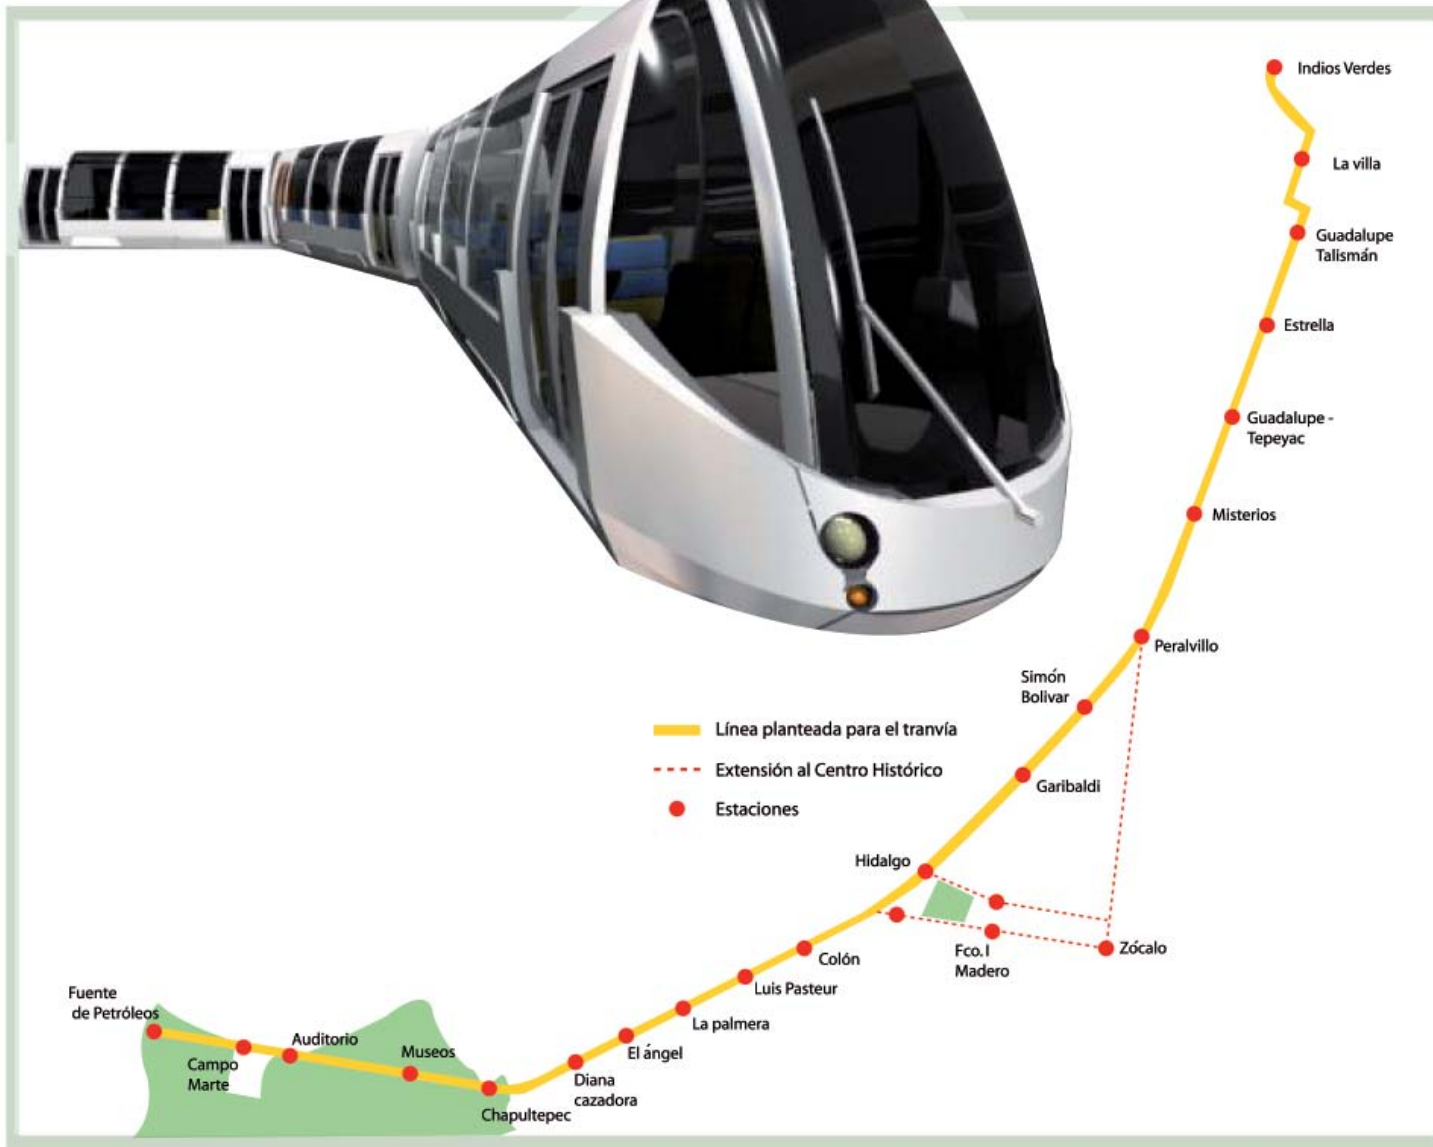 Indios Verdes
La villa
Guadalupe
Talismán
Estrella
Guadalupe -
Tepeyac
Misterios
Peralvillo
Simón
Bolivar
Línea planteada para el tranvía
Extensión al Centro Histórico
Garibaldi
Estaciones
Hidalgo
Zócalo
Fco. I
Madero
Colón
Luis Pasteur
Fuente
de Petróleos
La palmera
Auditorio
El ángel
Museos
Campo
Marte
Diana
cazadora
Chapultepec